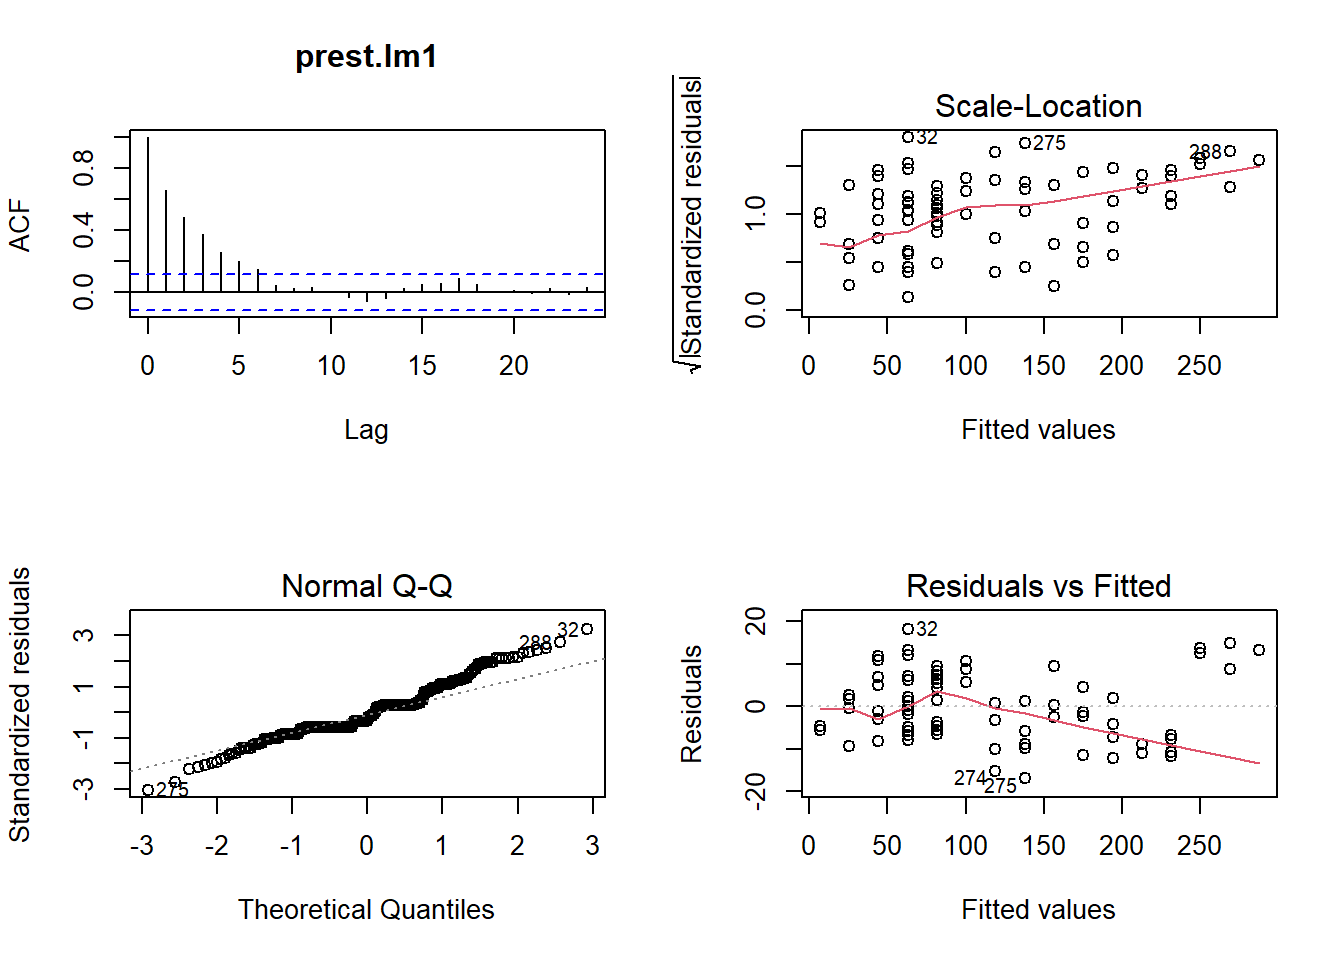 prest.lm1
ACF
0.0 0.4 0.8
0 5 10 15 20
Lag
Scale-Location
√|Standardized residuals|
0.0 1.0
32
275
288
0 50 100 150 200 250
Fitted values
Normal Q-Q
Standardized residuals
-3 -1 1 3
288
32
275
-3 -2 -1 0 1 2 3
Theoretical Quantiles
Residuals vs Fitted
Residuals
-20 0 20
32
274
275
0 50 100 150 200 250
Fitted values